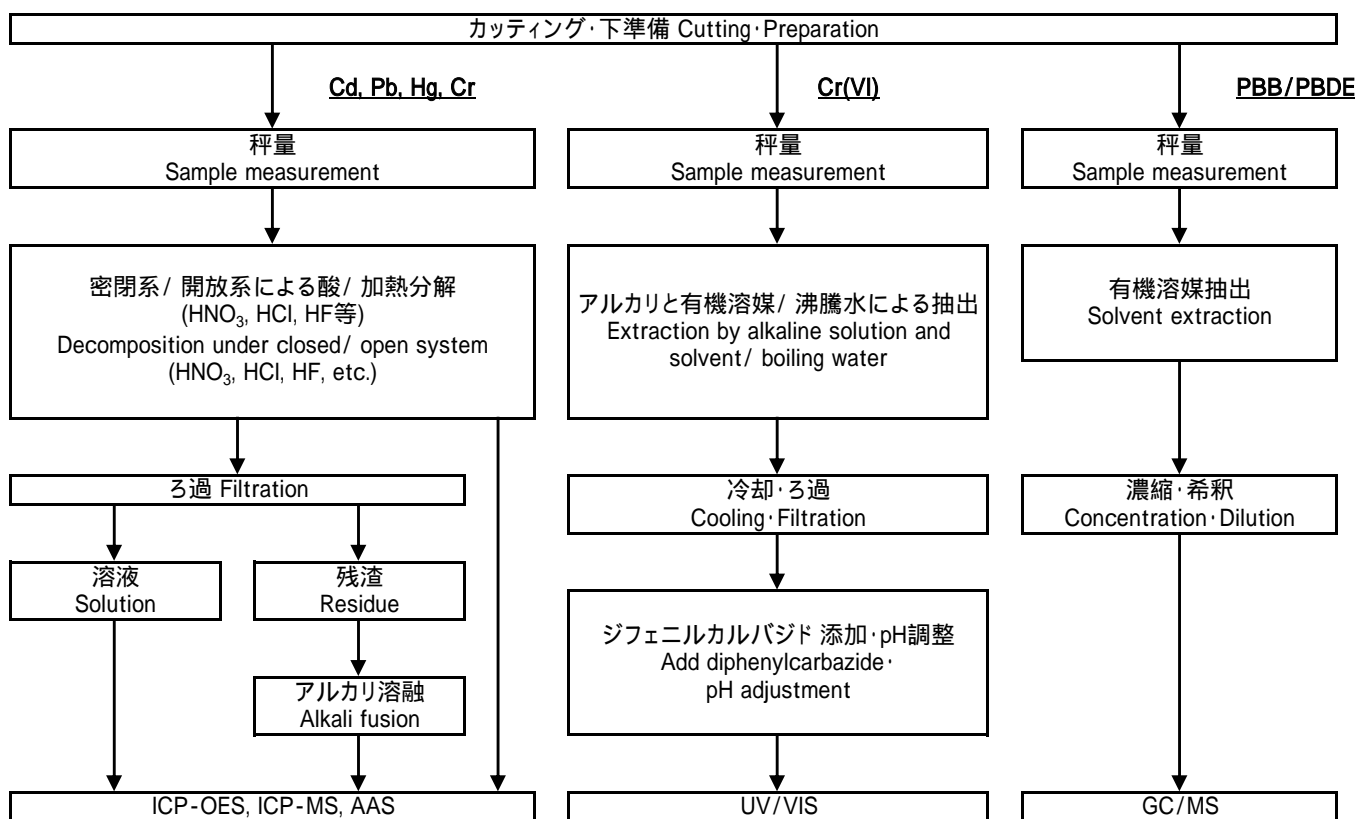 カッティング･下準備 Cutting･Preparation
Cd, Pb, Hg, Cr
Cr(VI)
PBB/PBDE
秤量
Sample measurement
秤量
Sample measurement
秤量
Sample measurement
密閉系/ 開放系による酸/ 加熱分解
(HNO₃, HCl, HF等)
Decomposition under closed/ open system
(HNO₃, HCl, HF, etc.)
アルカリと有機溶媒/ 沸騰水による抽出
Extraction by alkaline solution and
solvent/ boiling water
有機溶媒抽出
Solvent extraction
ろ過 Filtration
冷却･ろ過
Cooling･Filtration
濃縮･希釈
Concentration･Dilution
溶液
Solution
残渣
Residue
ジフェニルカルバジド 添加･pH調整
Add diphenylcarbazide･
pH adjustment
アルカリ溶融
Alkali fusion
ICP-OES, ICP-MS, AAS
UV/VIS
GC/MS